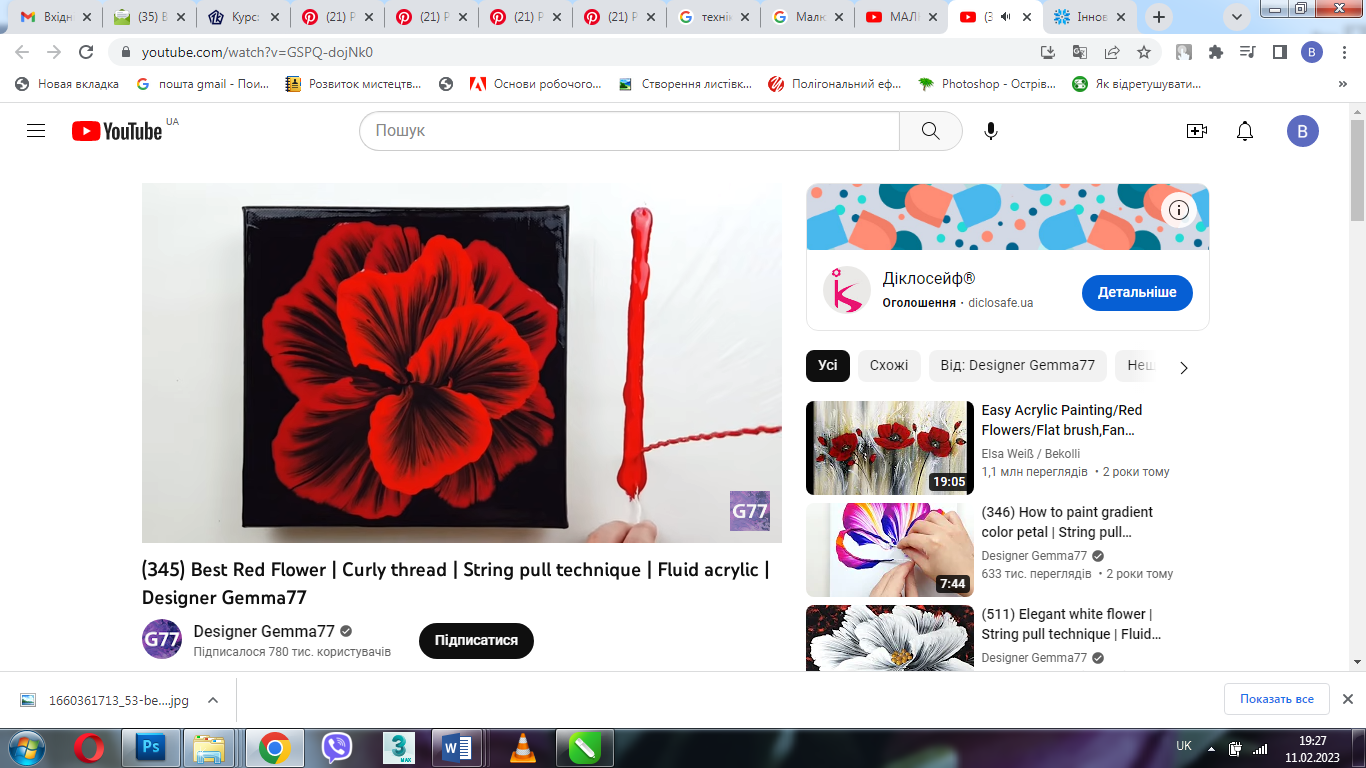 Вхідн
(35) В
Курс:
(21) P
(21) P
(21) P
(21) P
технік
Малю
МАЛЮ
(3
Іннов
youtube.com/watch?v=GSPQ-dojNk0
B
Новая вкладка
пошта gmail - Пои...
Розвиток мистецтв...
Основи робочого...
Створення листівк...
Полігональний еф...
Photoshop - Острів...
Як відретушувати...
»
YouTube UA
Пошук
B
G77
(345) Best Red Flower | Curly thread | String pull technique | Fluid acrylic |
Designer Gemma77
G77
Designer Gemma77
Підписалося 780 тис. користувачів
Підписатися
Діклосейф®
Оголошення · diclosafe.ua
Детальніше
Усі
Схожі
Від: Designer Gemma77
Нещ
19:05
Easy Acrylic Painting/Red
Flowers/Flat brush,Fan...
Elsa Weiß / Bekolli
1,1 млн переглядів • 2 роки тому
7:44
(346) How to paint gradient
color petal | String pull...
Designer Gemma77
633 тис. переглядів • 2 роки тому
(511) Elegant white flower |
String pull technique | Fluid...
Designer Gemma77
1660361713_53-be....jpg
Показать все
Ps
3
MAX
W
UK
19:27
11.02.2023